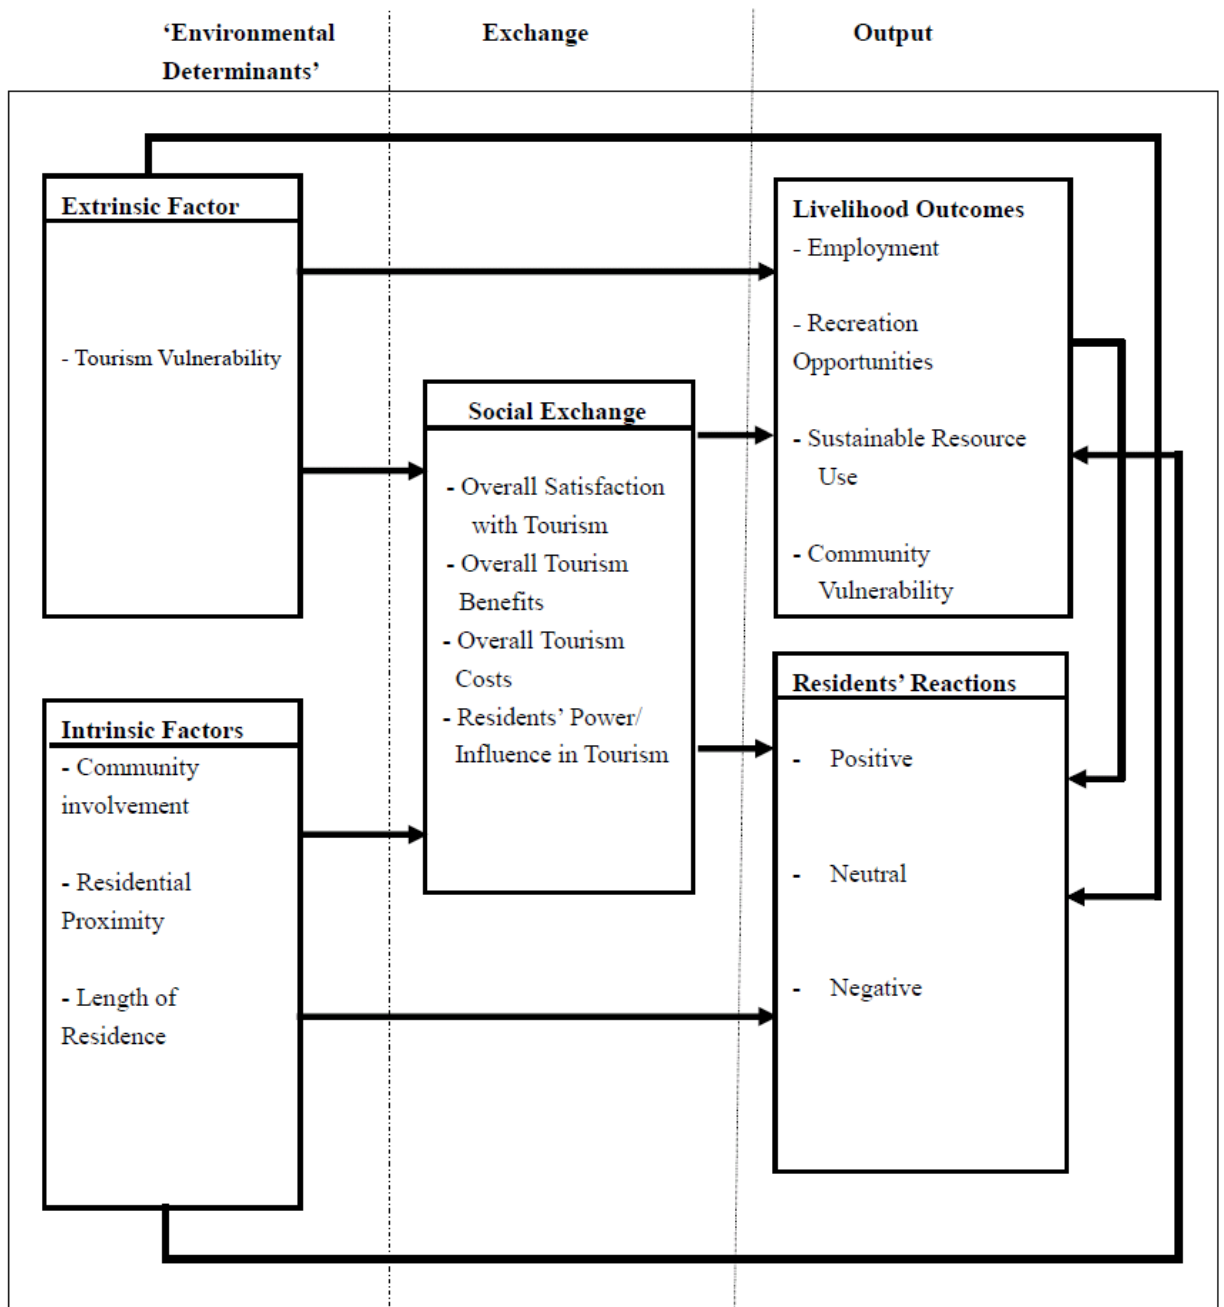 ‘Environmental
Determinants’
Exchange
Output
Extrinsic Factor
- Tourism Vulnerability
Intrinsic Factors
- Community
involvement
- Residential
Proximity
- Length of
Residence
Social Exchange
- Overall Satisfaction
with Tourism
- Overall Tourism
Benefits
- Overall Tourism
Costs
- Residents’ Power/
Influence in Tourism
Livelihood Outcomes
- Employment
- Recreation
Opportunities
- Sustainable Resource
Use
- Community
Vulnerability
Residents’ Reactions
- Positive
- Neutral
- Negative